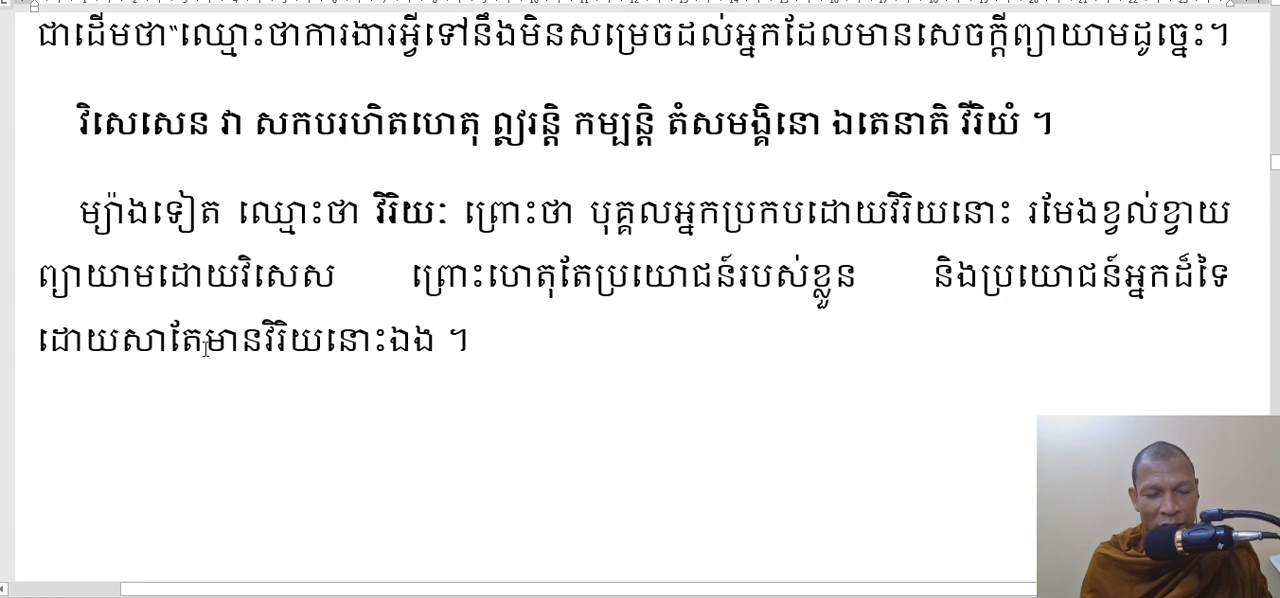 ជាដើមថា“ឈ្មោះថាការងារអ្វីទៅនឹងមិនសម្រេចដល់អ្នកដែលមានសេចក្ដីព្យាយាមដូច្នេះ។
វិសេសេន វា សកបរហិតហេតុ ឦរន្តិ កម្បន្តិ តំសមង្គិនោ ឯតេនាតិ វីរិយំ ។
ម្យ៉ាងទៀត ឈ្មោះថា វិរិយៈ ព្រោះថា បុគ្គលអ្នកប្រកបដោយវិរិយនោះ រមែងខ្វល់ខ្វាយ
ព្យាយាមដោយវិសេស ព្រោះហេតុតែប្រយោជន៍របស់ខ្លួន និងប្រយោជន៍អ្នកដ៏ទៃ
ដោយសាតែមានវិរិយនោះឯង ។